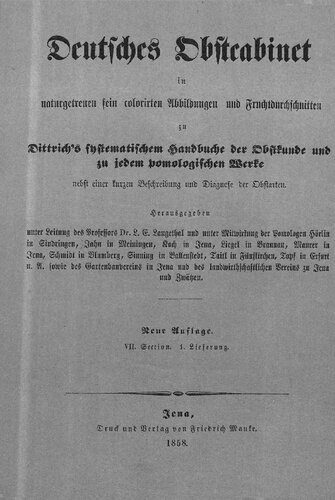 Deutsches Obstcabinet
in
naturgetreuen fein colorirten Abbildungen und Fruchtdurchschnitten
zu
Dittrich's systematischem Handbuche der Obstkunde und
zu jedem pomologischen Werke
nebst einer kurzen Beschreibung und Diagnose der Obstarten.
Herausgegeben
unter Leitung des Professors Dr. L. E. Langethal und unter Mitwirkung der Pomologen Hörlin
in Sindringen, Jahn in Meiningen, Koch in Jena, Liegel in Braunau, Maurer in
Jena, Schmidt in Blumberg, Sinning in Ballenstedt, Taitl in Fünfkirchen, Topf in Erfurt
u. A. sowie des Gartenbauvereins in Jena und des landwirthschaftlichen Vereins zu Jena
und Zwätzen.
Neue Auflage.
VII. Section. 1. Lieferung.
Jena,
Druck und Verlag von Friedrich Mauke.
1858.